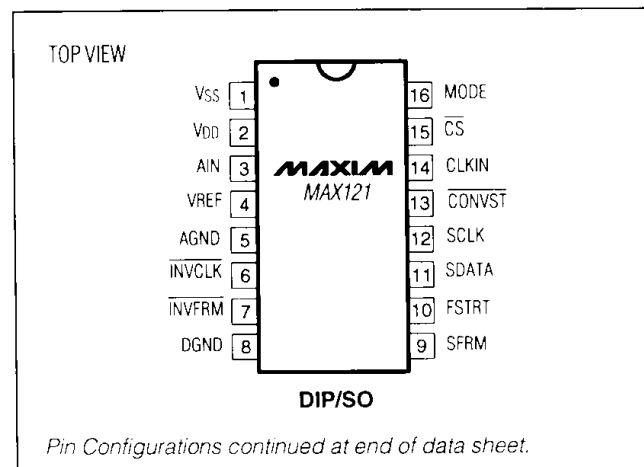 TOP VIEW
VSS 1
VDD 2
AIN 3
VREF 4
AGND 5
INVCLK 6
INVFRM 7
DGND 8
MAXIM
MAX121
16 MODE
15 CS
14 CLKIN
13 CONVST
12 SCLK
11 SDATA
10 FSTRT
9 SFRM
DIP/SO
Pin Configurations continued at end of data sheet.